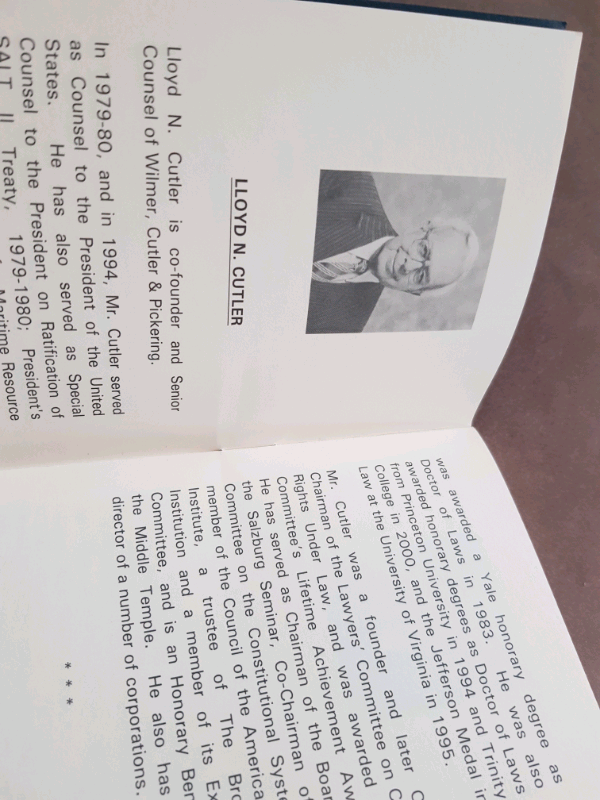 LLOYD N. CUTLER
Lloyd N. Cutler is co-founder and Senior
Counsel of Wilmer, Cutler & Pickering.
In 1979-80, and in 1994, Mr. Cutler served
as Counsel to the President of the United
States. He has also served as Special
Counsel to the President on Ratification of
SALT II Treaty, 1979-1980; President's
Maritime Resource
was awarded a Yale honorary degree as
Doctor of Laws in 1983. He was also
awarded honorary degrees as Doctor of Laws
from Princeton University in 1994 and Trinity
College in 2000, and the Jefferson Medal in
Law at the University of Virginia in 1995.
Mr. Cutler was a founder and later
Chairman of the Lawyers' Committee on
Rights Under Law, and was awarded
Committee's Lifetime Achievement
He has served as Chairman of the
the Salzburg Seminar, Co-Chairman of
Committee on the Constitutional
member of the Council of the
Institute, a trustee of The
Institution and a member of its
Committee, and is an Honorary
the Middle Temple. He also has
director of a number of corporations.
* * *